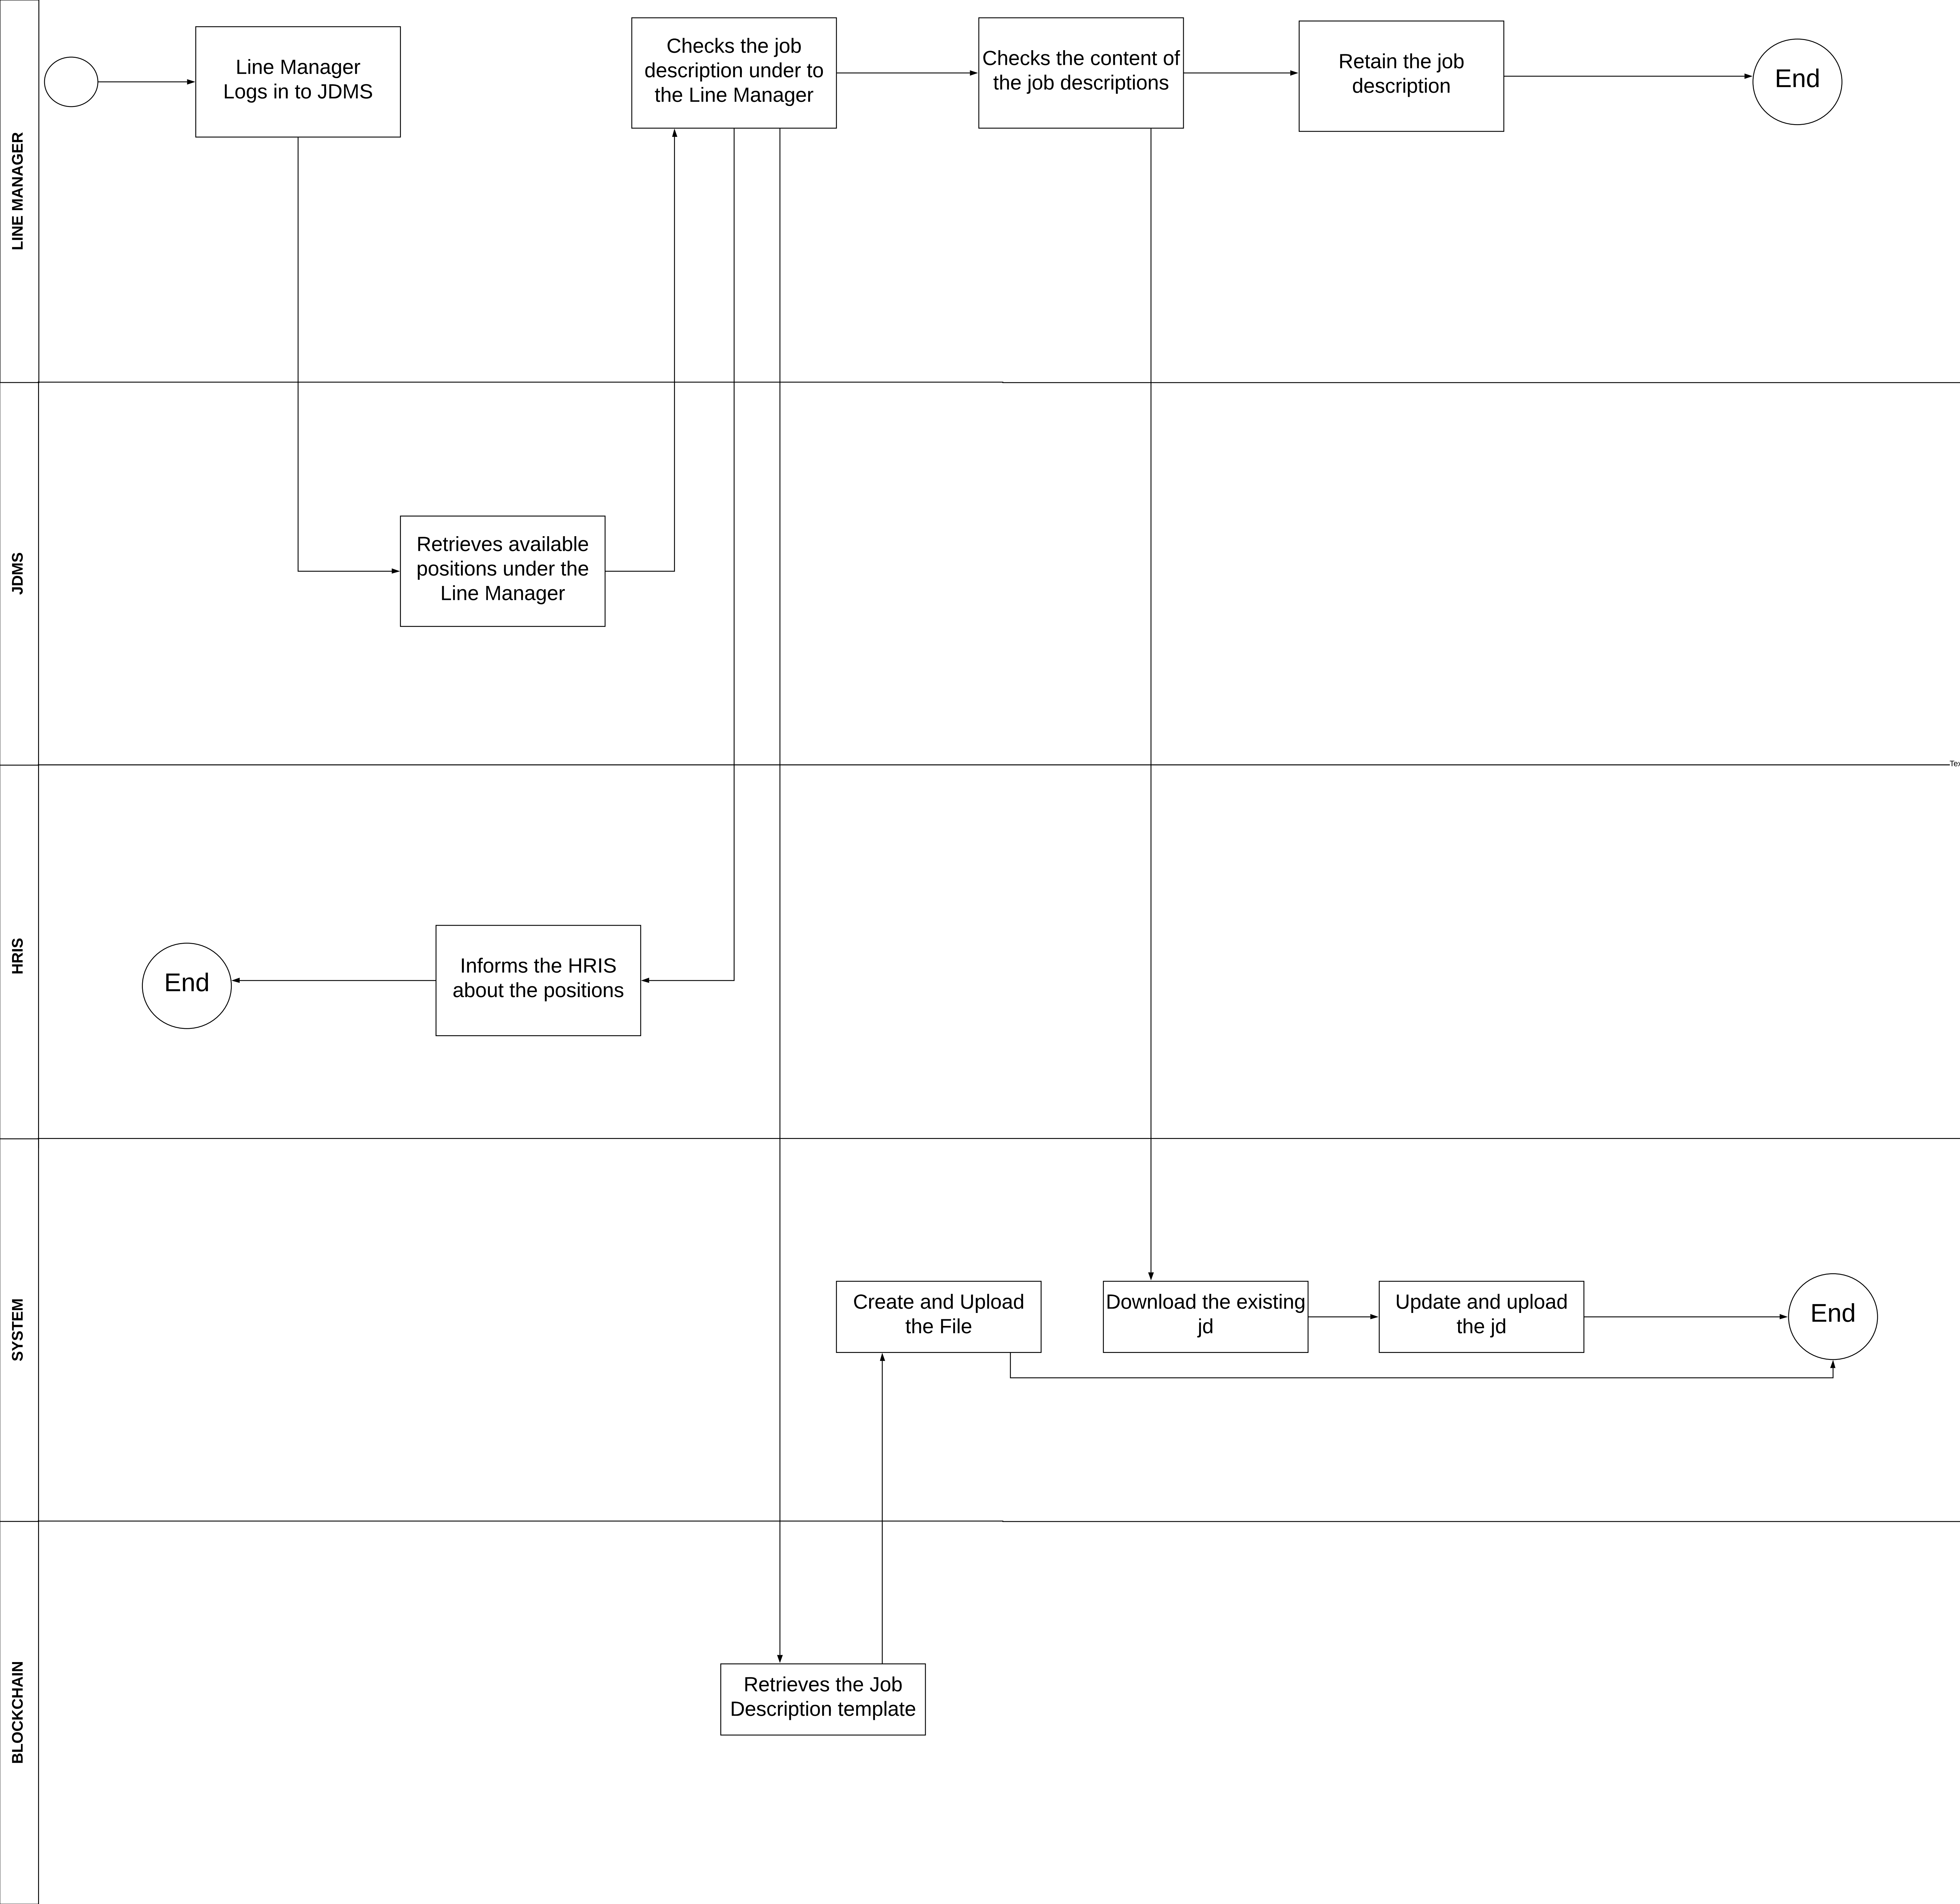 LINE MANAGER
Line Manager
Logs in to JDMS
Checks the job
description under to
the Line Manager
Checks the content of
the job descriptions
Retain the job
description
End
JDMS
Retrieves available
positions under the
Line Manager
HRIS
End
Informs the HRIS
about the positions
SYSTEM
Create and Upload
the File
Download the existing
jd
Update and upload
the jd
End
BLOCKCHAIN
Retrieves the Job
Description template